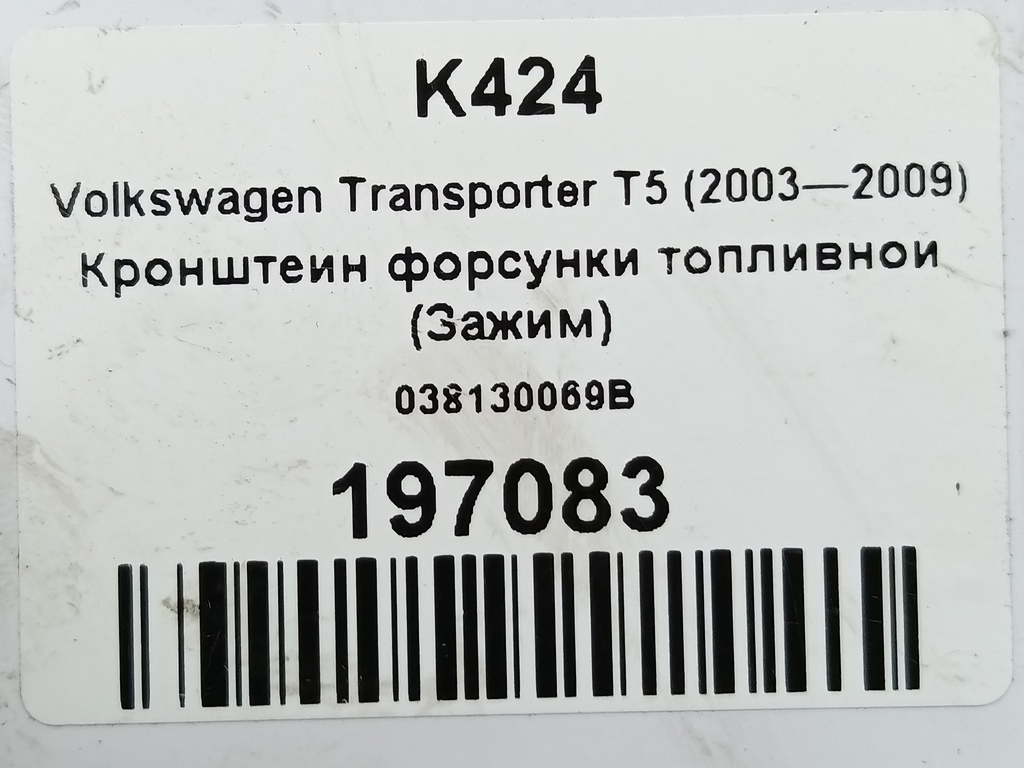 K424
Volkswagen Transporter T5 (2003—2009)
Кронштеин форсунки топливнои
(Зажим)
038130069B
197083